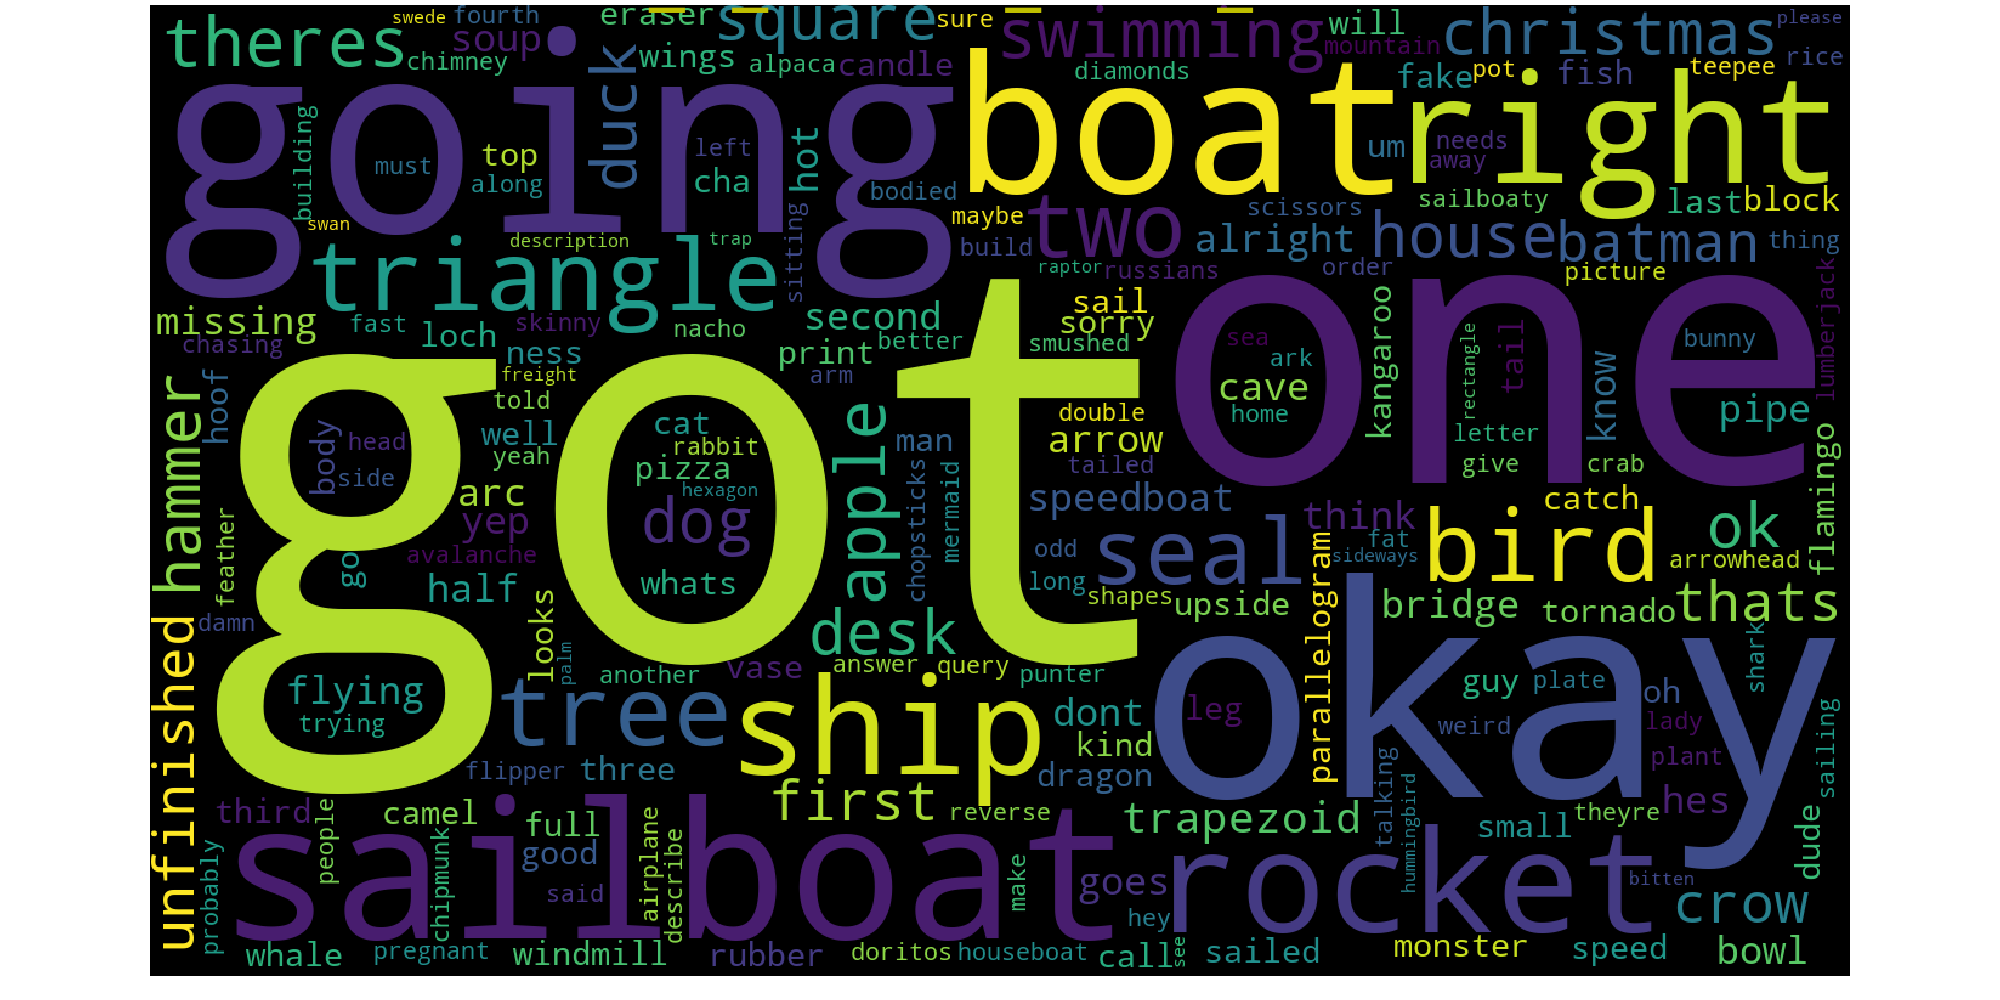 swede
fourth
eraser
square
sure
will
christmas
please
theres
soup
chimney
wings
alpaca
candle
swimming
mountain
diamonds
fake
pot
fish
teepee
rice
going
duck
boat
right
building
must
top
along
hot
left
cha
bodied
um
needs
away
sailboaty
last
block
swan
description
trap
sitting
maybe
build
two
scissors
alright
house
batman
thing
triangle
raptor
russians
order
picture
lumberjack
missing
chasing
fast
loch
skinny
nacho
second
better
sail
sorry
smushed
one
sea
ark
kangaroo
rectangle
tail
bunny
hammer
hoof
ness
freight
told
print
arm
got
cave
home
know
pipe
body
head
side
well
yeah
cat
rabbit
pizza
hexagon
apple
man
double
arrow
tailed
letter
give
crab
flamingo
arc
yep
avalanche
dog
chopsticks
mermaid
speedboat
think
catch
bird
ok
feather
go
half
whats
odd
long
seal
fat
sideways
parallelogram
arrowhead
shapes
upside
bridge
tornado
thats
damn
unfinished
looks
palm
desk
okay
shark
flying
trying
another
vase
answer
query
punter
tree
ship
dont
leg
guy
plate
oh
lady
weird
kind
plant
sailing
flipper
three
dragon
talking
hummingbird
third
people
camel
chipmunk
full
good
first
reverse
trapezoid
small
theyre
hes
dude
probably
sailboat
said
airplane
describe
make
goes
hey
rocket
bitten
crow
whale
pregnant
windmill
rubber
doritos
houseboat
call
see
sailed
monster
speed
bowl